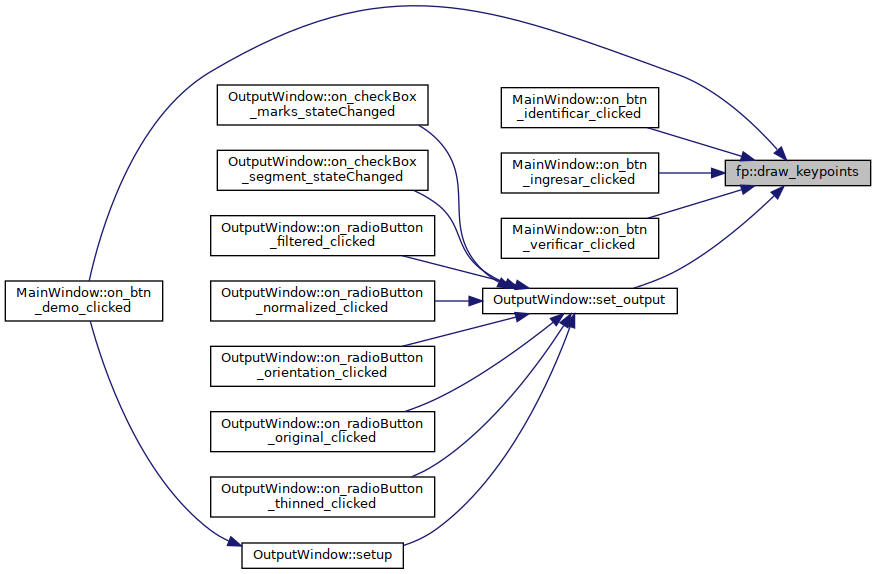 OutputWindow::on_checkBox
_marks_stateChanged
MainWindow::on_btn
_identificar_clicked
OutputWindow::on_checkBox
_segment_stateChanged
MainWindow::on_btn
_ingresar_clicked
fp::draw_keypoints
OutputWindow::on_radioButton
_filtered_clicked
MainWindow::on_btn
_verificar_clicked
MainWindow::on_btn
_demo_clicked
OutputWindow::on_radioButton
_normalized_clicked
OutputWindow::set_output
OutputWindow::on_radioButton
_orientation_clicked
OutputWindow::on_radioButton
_original_clicked
OutputWindow::on_radioButton
_thinned_clicked
OutputWindow::setup